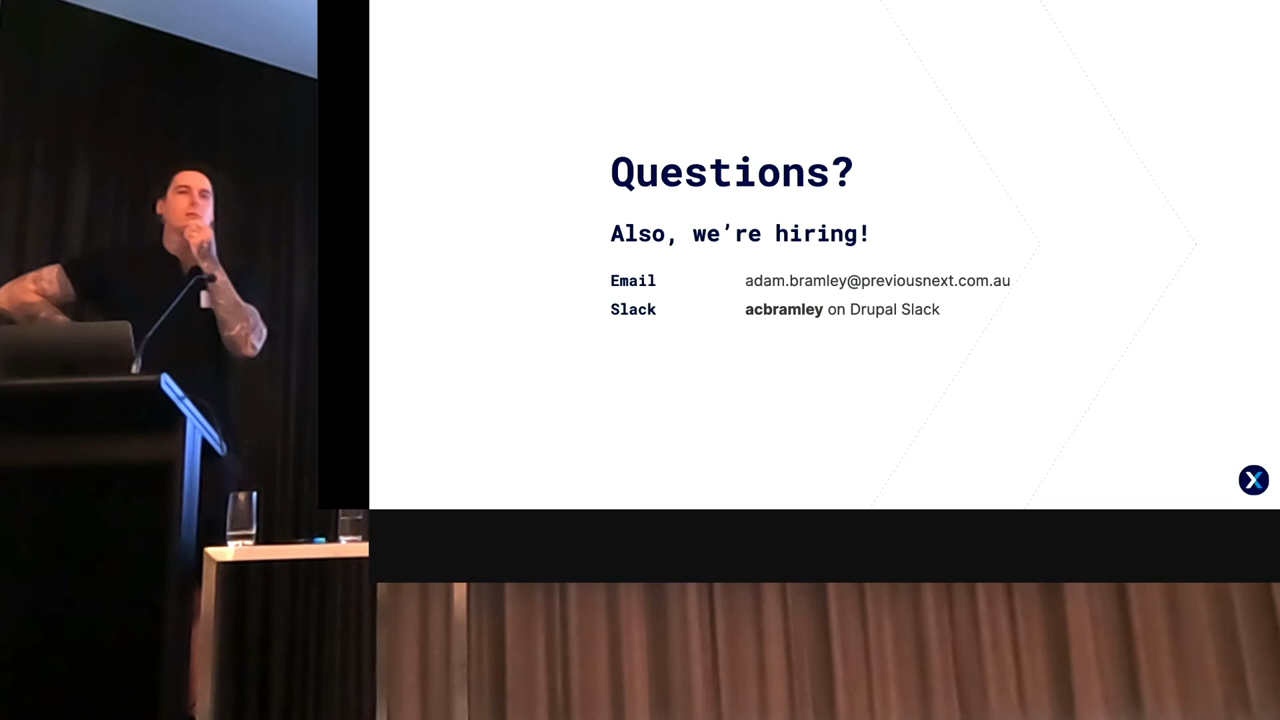 Questions?
Also, we’re hiring!
Email adam.bramley@previousnext.com.au
Slack acbramley on Drupal Slack